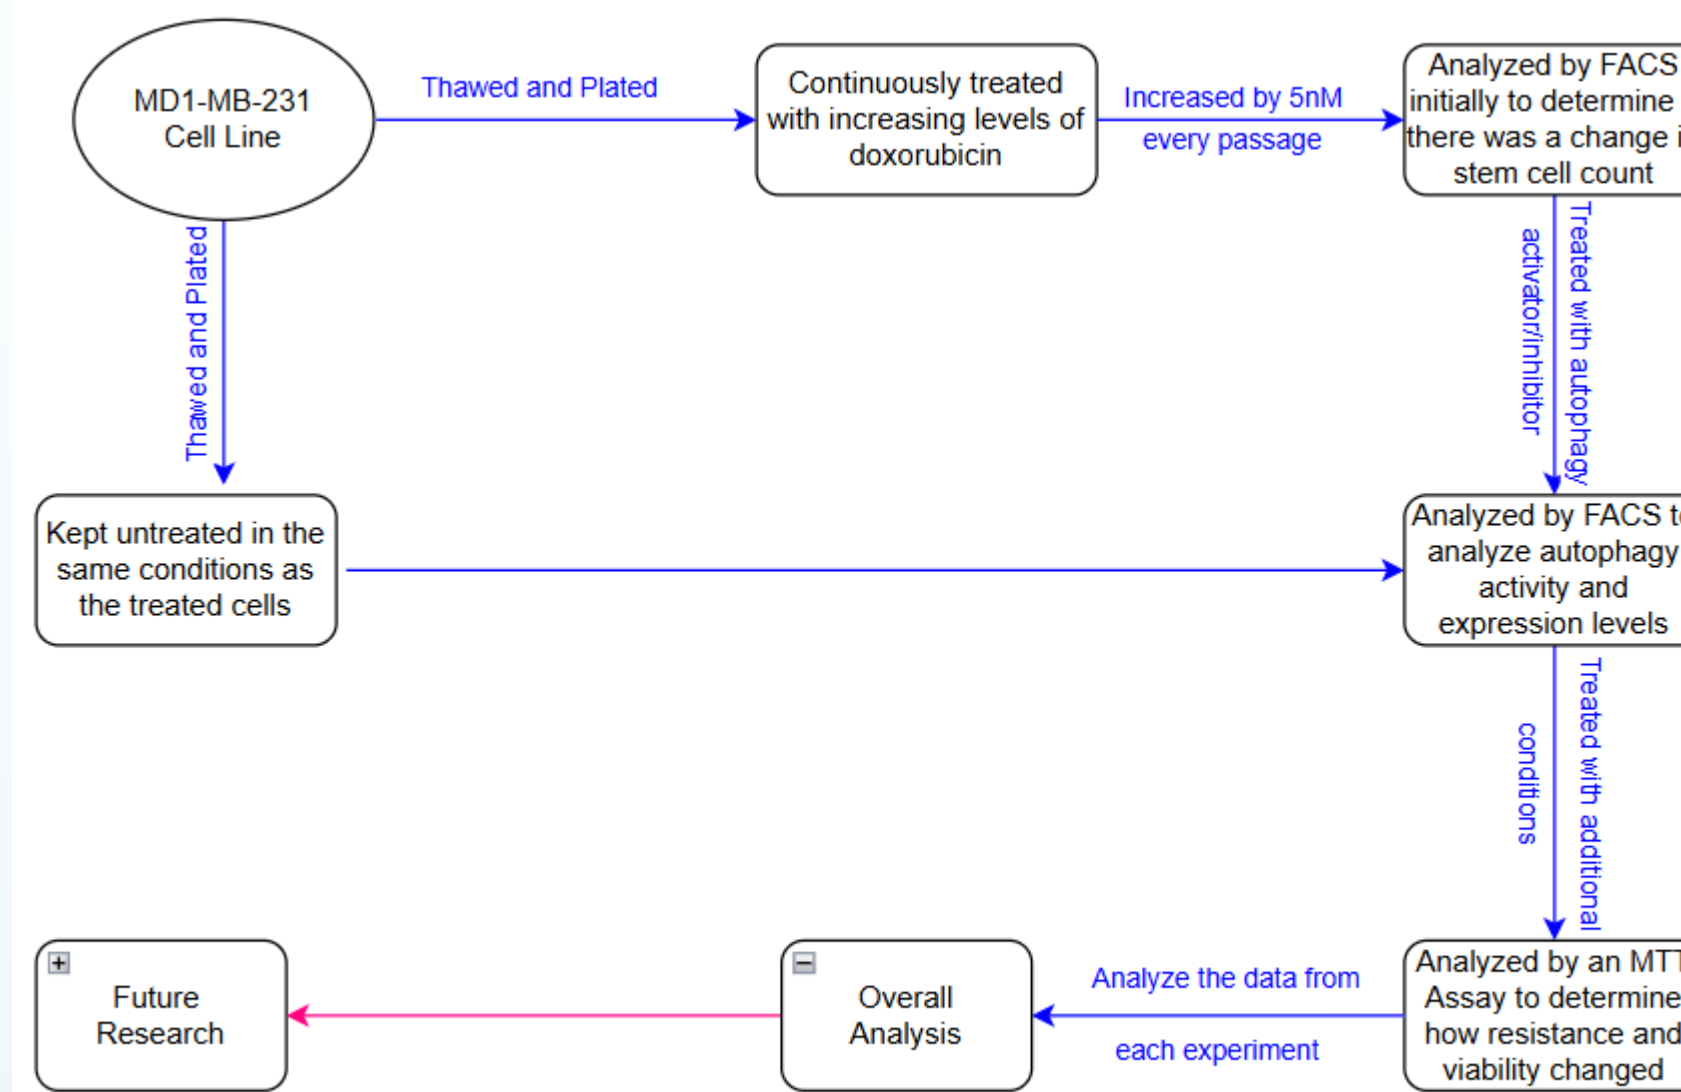 MD1-MB-231
Cell Line
Thawed and Plated
Continuously treated
with increasing levels of
doxorubicin
Increased by 5nM
every passage
Analyzed by FACS
initially to determine
there was a change
stem cell count
Thawed and Plated
Treated with autophagy
activator/inhibitor
Kept untreated in the
same conditions as
the treated cells
Analyzed by FACS
analyze autophagy
activity and
expression levels
Treated with additional
conditions
Analyzed by an MTT
Assay to determine
how resistance and
viability changed
Analyze the data from
each experiment
Overall
Analysis
Future
Research